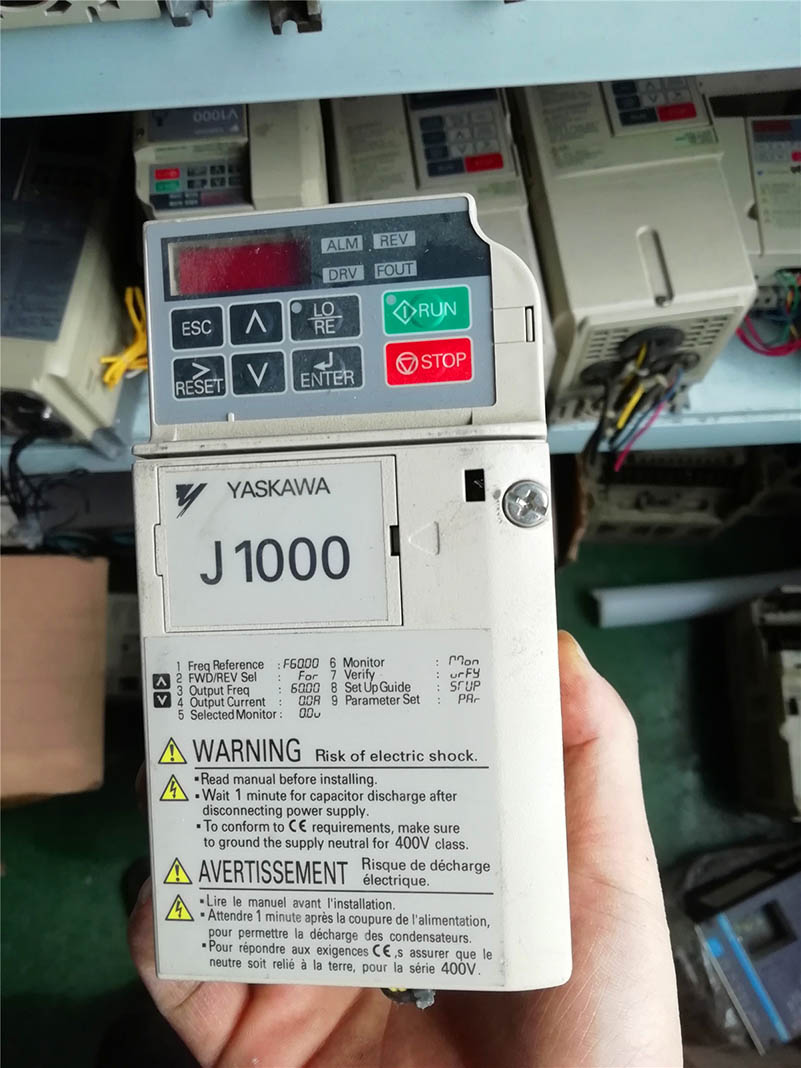 V1000
ALM REV
DRV FOUT
ESC LO RE RUN
RESET ENTER STOP
YASKAWA
J1000
1 Freq Reference : F60.00 6 Monitor : Mon
2 FWD/REV Sel : For 7 Verify : vrFY
3 Output Freq : 60.00 8 Set Up Guide : STUP
4 Output Current : 0.0A 9 Parameter Set : PAr
5 Selected Monitor : 0.0v
WARNING Risk of electric shock.
▪Read manual before installing.
▪Wait 1 minute for capacitor discharge after
disconnecting power supply.
▪To conform to CE requirements, make sure
to ground the supply neutral for 400V class.
AVERTISSEMENT Risque de décharge
électrique.
▪Lire le manuel avant l'installation.
▪Attendre 1 minute après la coupure de l'alimentation,
pour permettre la décharge des condensateurs.
▪Pour répondre aux exigences CE,s assurer que le
neutre soit relié à la terre, pour la série 400V.